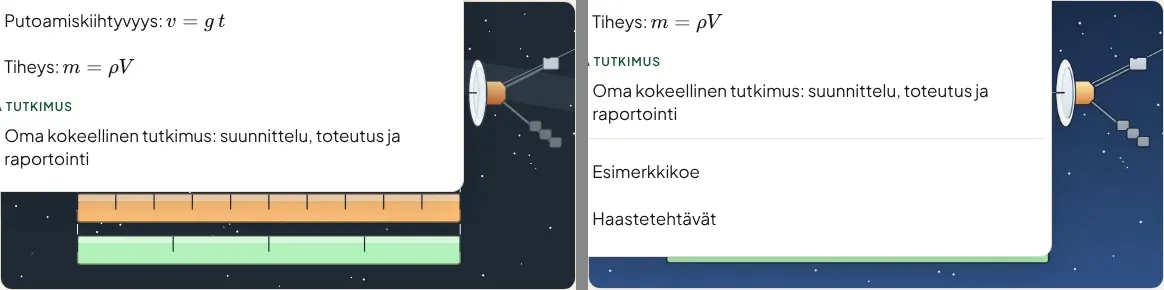 Putoamiskiihtyvyys: v = g t
Tiheys: m = ρV
TUTKIMUS
Oma kokeellinen tutkimus: suunnittelu, toteutus ja
raportointi
Tiheys: m = ρV
TUTKIMUS
Oma kokeellinen tutkimus: suunnittelu, toteutus ja
raportointi
Esimerkkikoe
Haastetehtävät